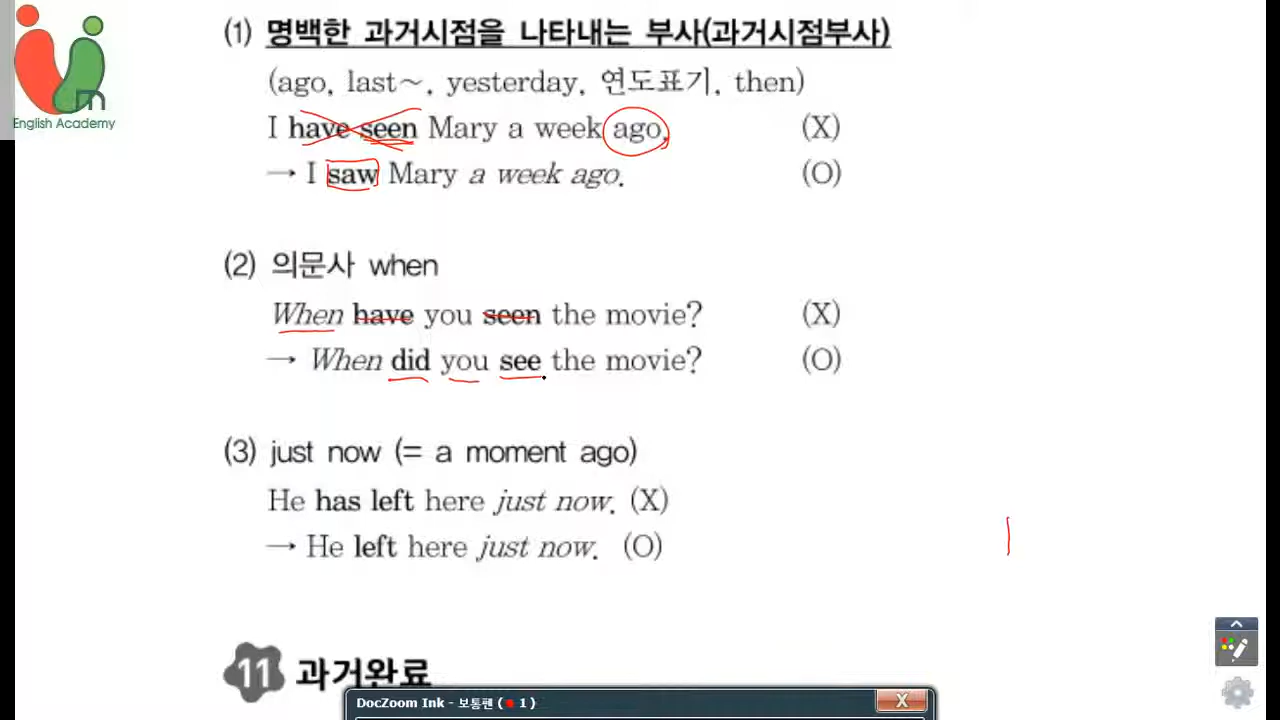 English Academy
(1) 명백한 과거시점을 나타내는 부사(과거시점부사)
(ago, last~, yesterday, 연도표기, then)
I have seen Mary a week ago. (X)
→ I saw Mary a week ago. (O)
(2) 의문사 when
When have you seen the movie? (X)
→ When did you see the movie? (O)
(3) just now (= a moment ago)
He has left here just now. (X)
→ He left here just now. (O)
11 과거완료
DocZoom Ink - 보통펜 ( 1 )
X